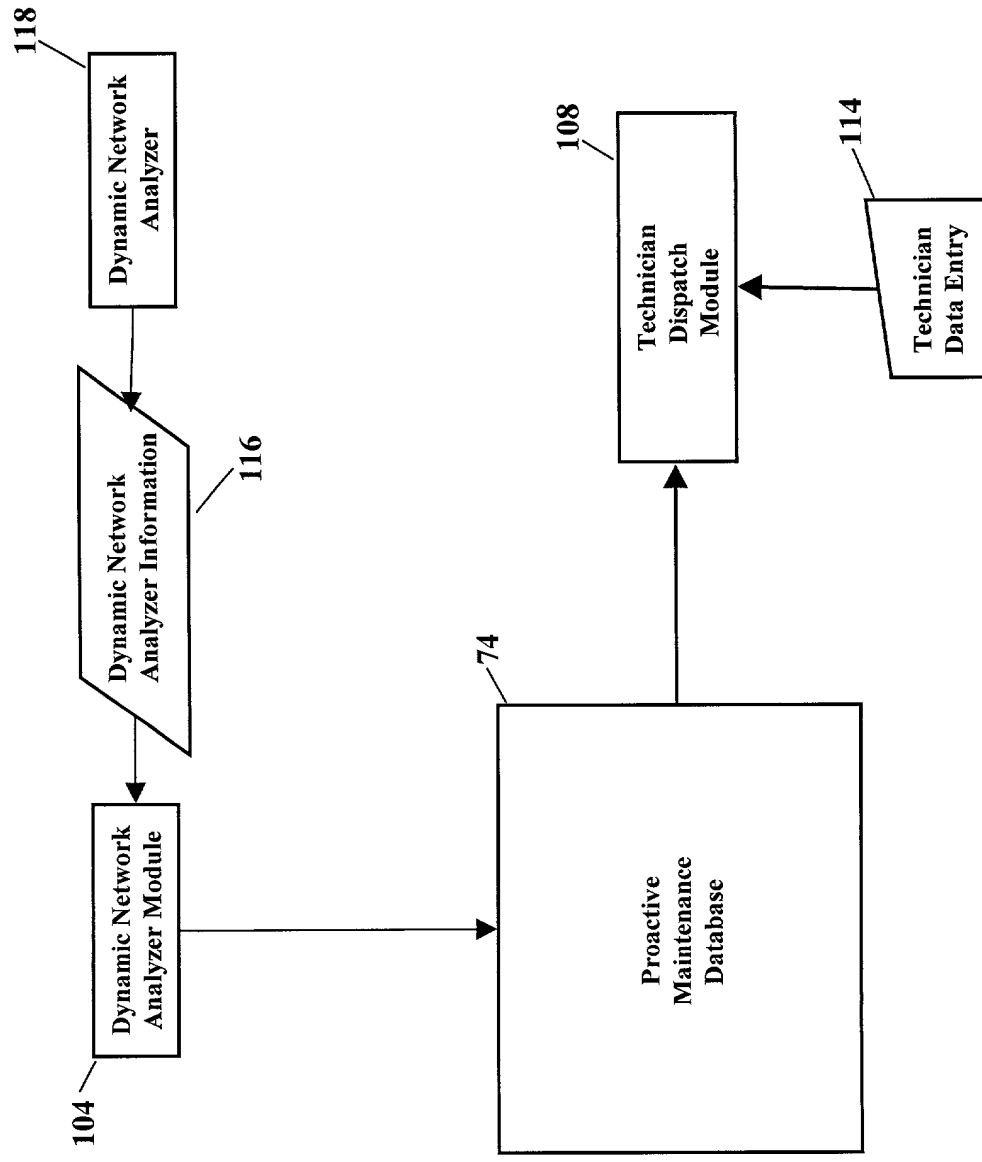 118
Dynamic Network
Analyzer
Dynamic Network
Analyzer Information
116
Dynamic Network
Analyzer Module
104
74
Proactive
Maintenance
Database
108
Technician
Dispatch
Module
114
Technician
Data Entry